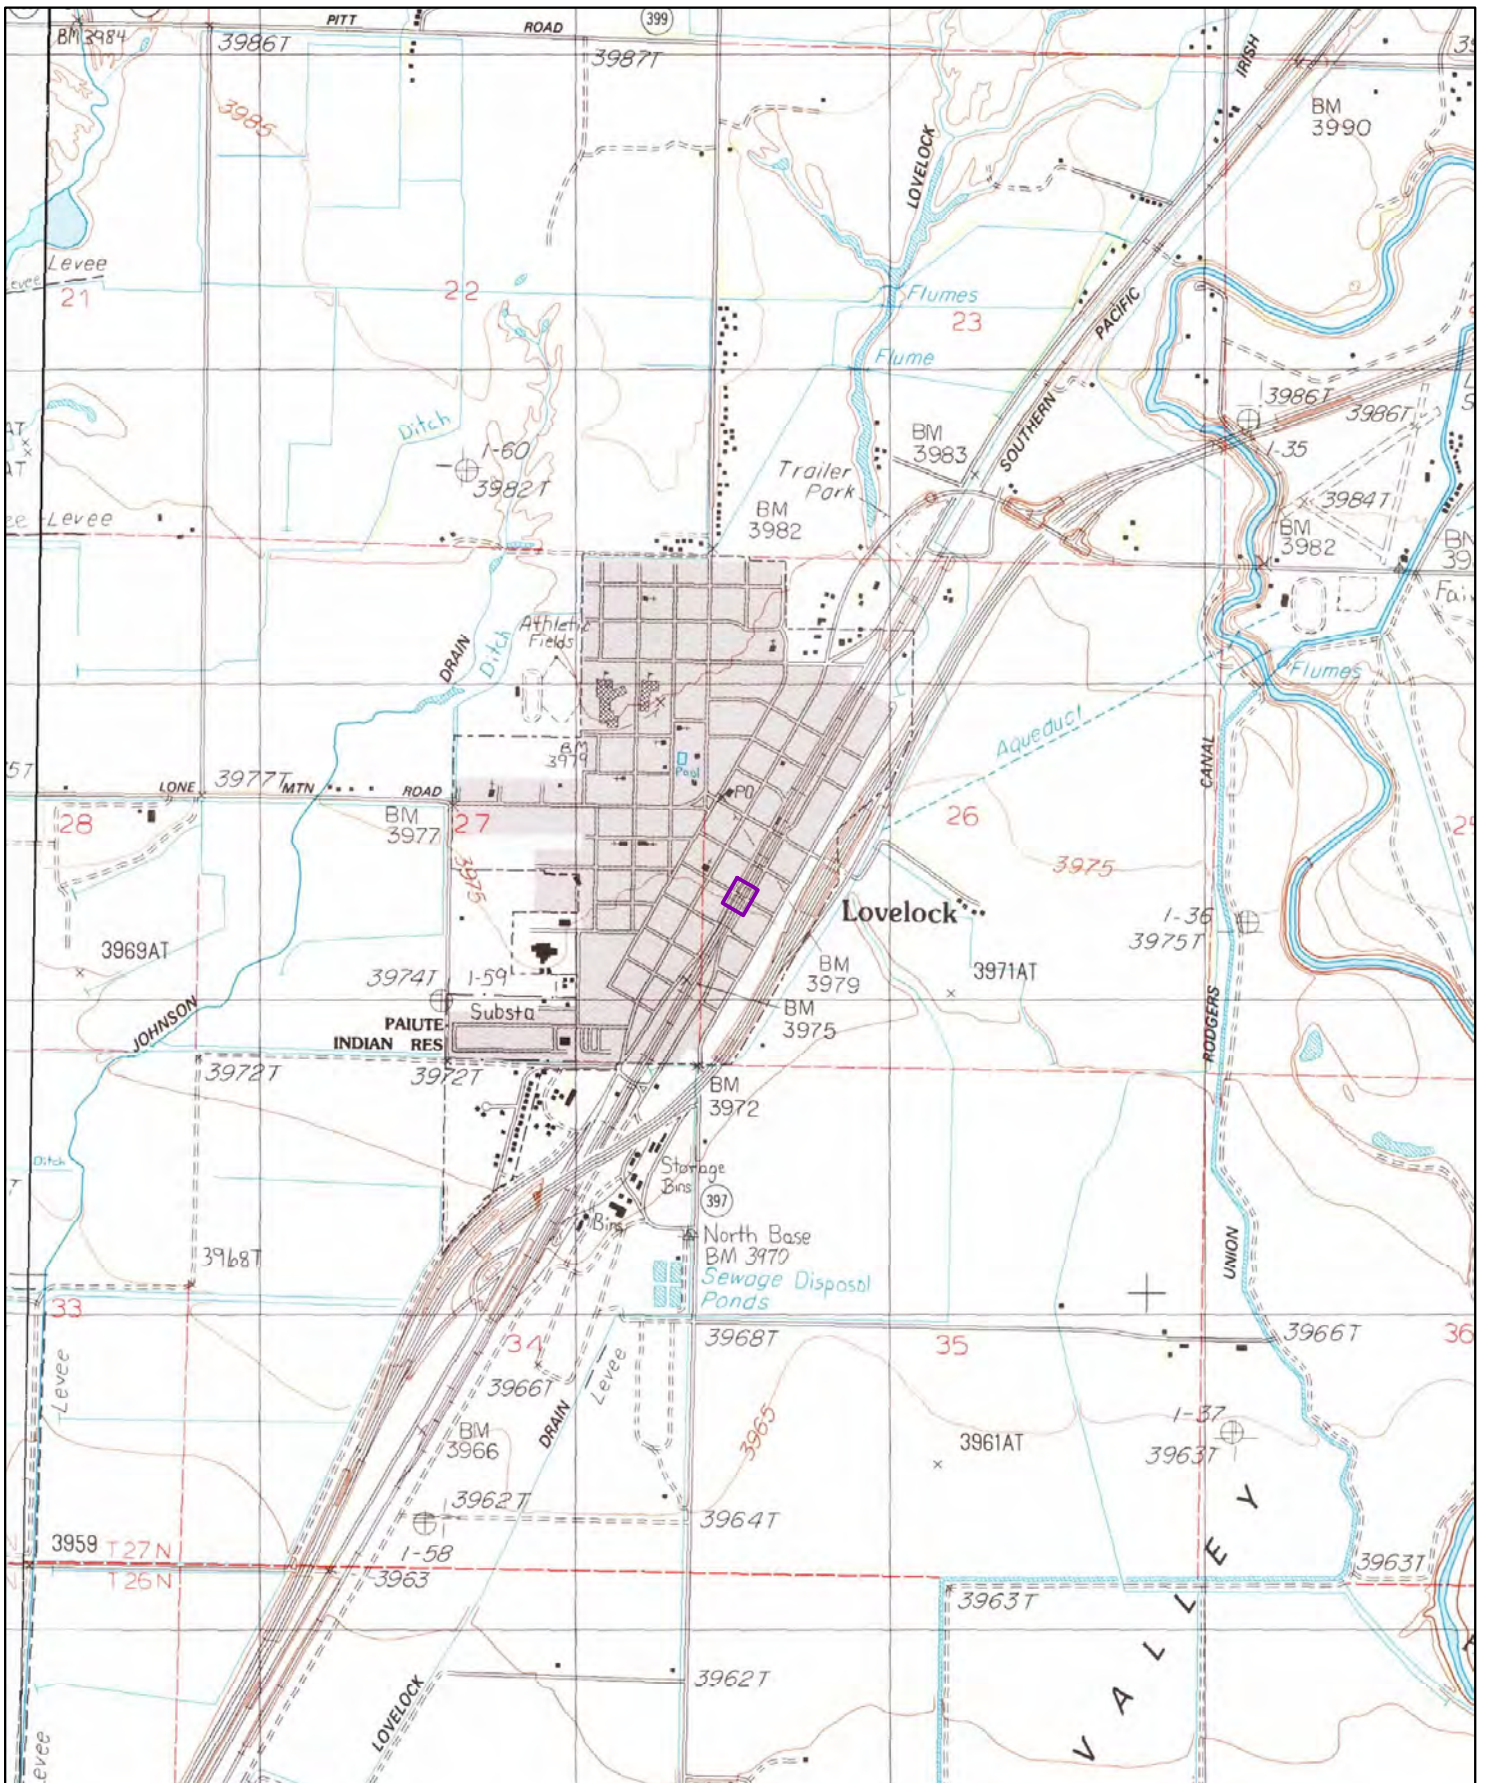 PITT ROAD
399
BM 3984
3986T
3987T
IRISH
BM
3990
3985
LOVELOCK
Levee
21
22
Flumes
23
PACIFIC
Flume
SOUTHERN
3986T
3986T
Ditch
BM
3983
I-60
3982T
I-35
Trailer
Park
3984T
Levee
BM
3982
BM
3982
Athletic
Fields
DRAIN
Ditch
Flumes
Aqueduct
CANAL
BM
3979
Pool
LONE
3977T
MTN
ROAD
PO
28
BM
3977
27
26
3975
3975
Lovelock
I-36
3975T
3969AT
3974T
I-59
BM
3979
3971AT
Substa
BM
3975
JOHNSON
PAIUTE
INDIAN RES
RODGERS
3972T
3972T
BM
3972
Ditch
Storage
Bins
397
Bins
North Base
BM 3970
3968T
Sewage Disposal
Ponds
UNION
33
34
3968T
35
3966T
36
Levee
Levee
3966T
DRAIN
BM
3966
3965
3961AT
I-37
3963T
3962T
3964T
3959
T 27 N
T 26 N
I-58
3963
3963T
3963T
3962T
LOVELOCK
VALLEY